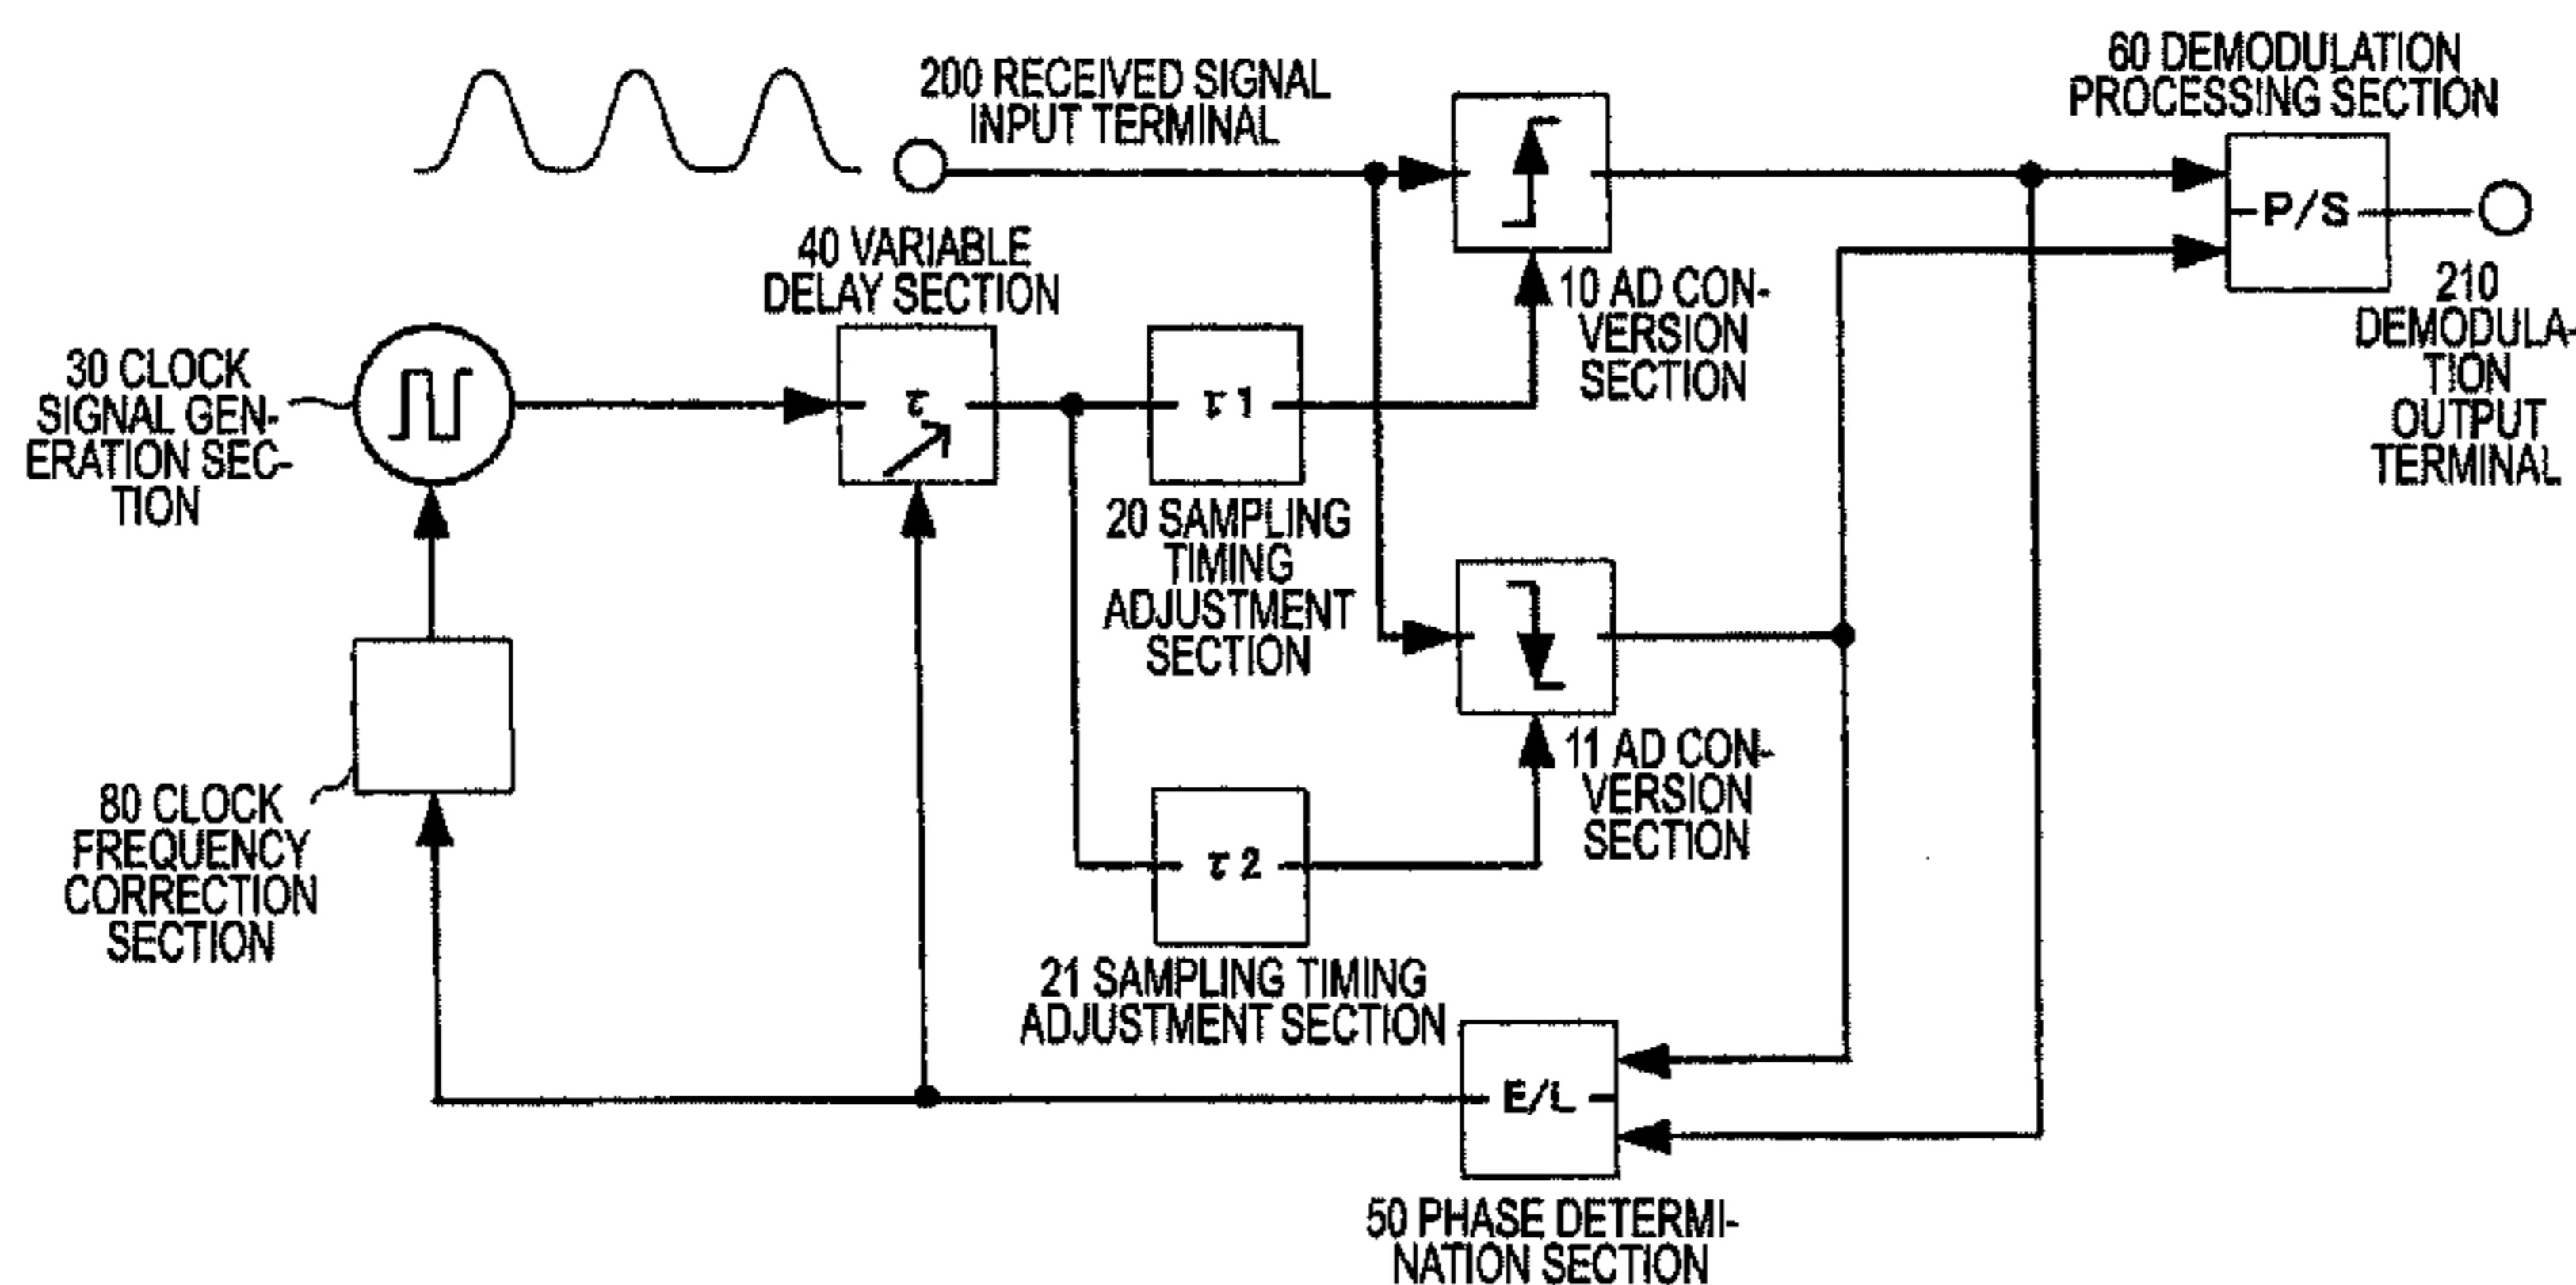 200 RECEIVED SIGNAL
INPUT TERMINAL
60 DEMODULATION
PROCESSING SECTION
P/S
210
DEMODULA-
TION
OUTPUT
TERMINAL
40 VARIABLE
DELAY SECTION
10 AD CON-
VERSION
SECTION
30 CLOCK
SIGNAL GEN-
ERATION SEC-
TION
τ
τ 1
20 SAMPLING
TIMING
ADJUSTMENT
SECTION
11 AD CON-
VERSION
SECTION
80 CLOCK
FREQUENCY
CORRECTION
SECTION
τ 2
21 SAMPLING TIMING
ADJUSTMENT SECTION
E/L
50 PHASE DETERMI-
NATION SECTION